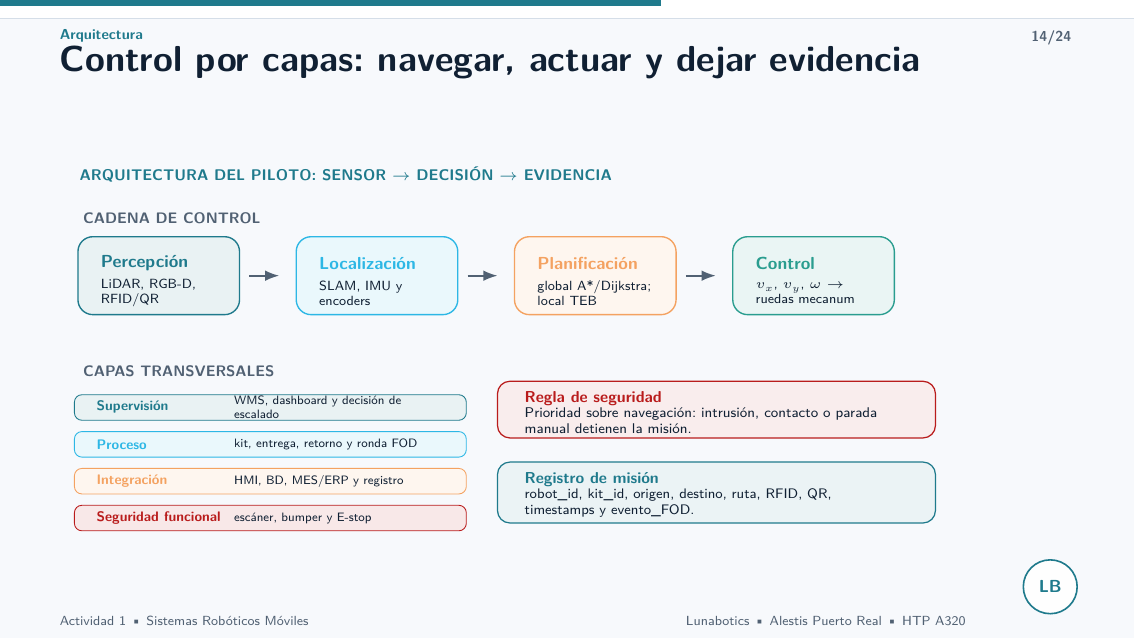 Arquitectura
14/24
Control por capas: navegar, actuar y dejar evidencia
ARQUITECTURA DEL PILOTO: SENSOR → DECISIÓN → EVIDENCIA
CADENA DE CONTROL
Percepción
LiDAR, RGB-D,
RFID/QR
Localización
SLAM, IMU y
encoders
Planificación
global A*/Dijkstra;
local TEB
Control
vₓ, v_y, ω →
ruedas mecanum
CAPAS TRANSVERSALES
Supervisión
WMS, dashboard y decisión de
escalado
Proceso
kit, entrega, retorno y ronda FOD
Integración
HMI, BD, MES/ERP y registro
Seguridad funcional
escáner, bumper y E-stop
Regla de seguridad
Prioridad sobre navegación: intrusión, contacto o parada
manual detienen la misión.
Registro de misión
robot_id, kit_id, origen, destino, ruta, RFID, QR,
timestamps y evento_FOD.
LB
Actividad 1 ▪ Sistemas Robóticos Móviles
Lunabotics ▪ Alestis Puerto Real ▪ HTP A320